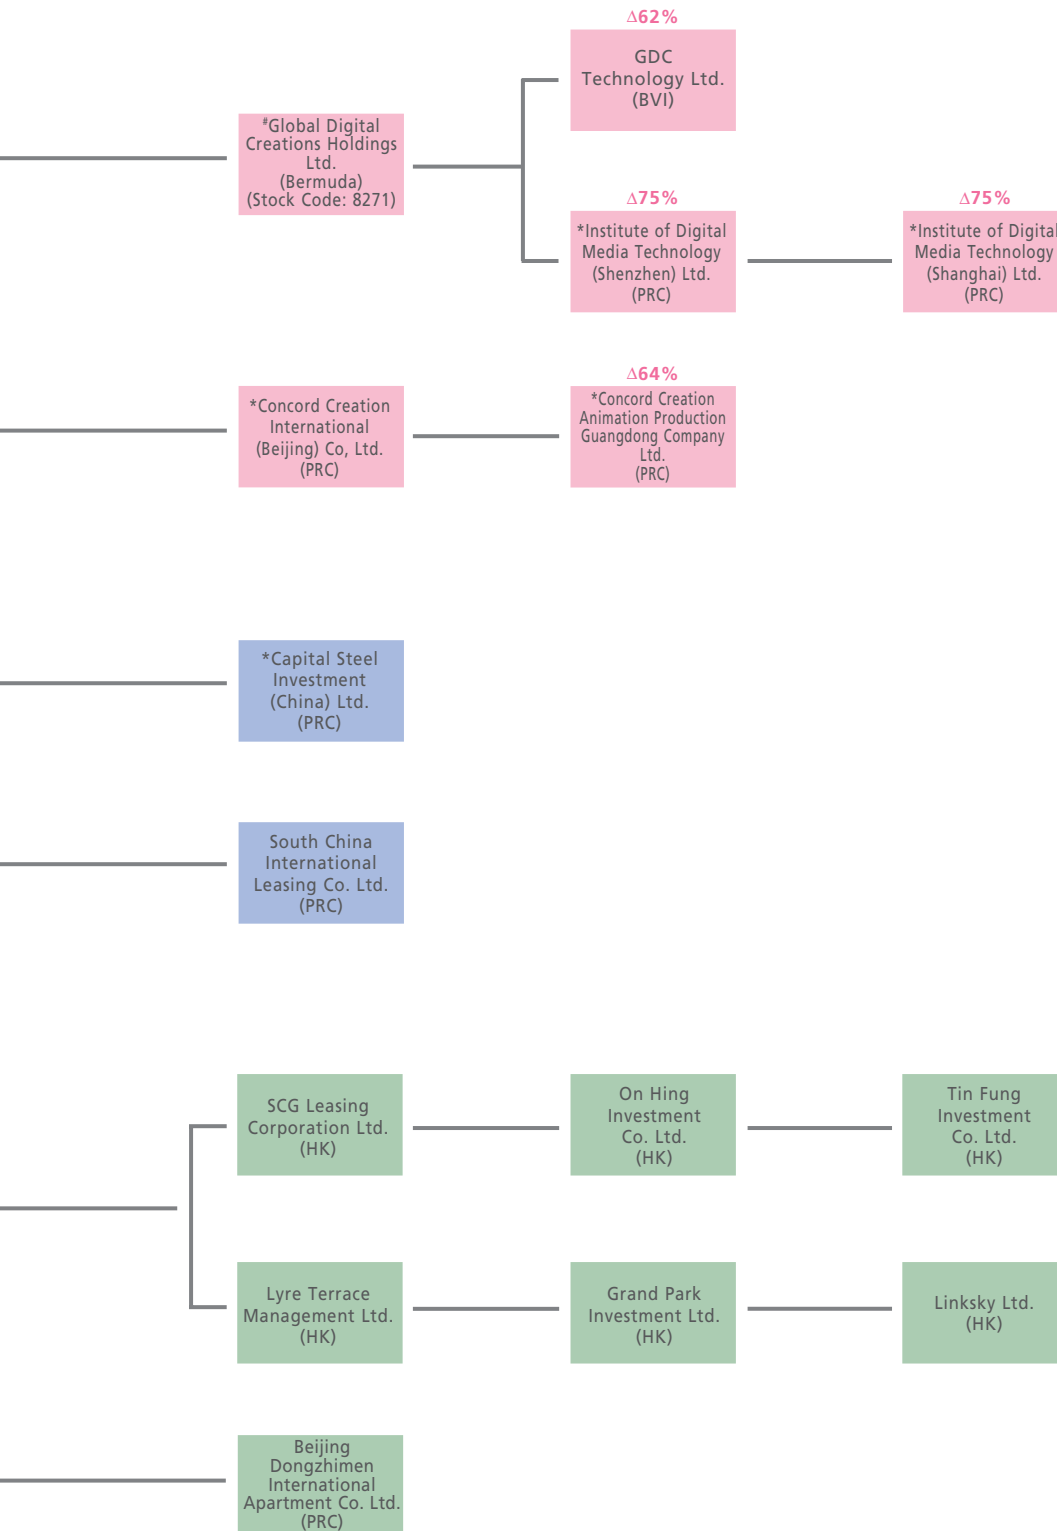 Δ62%
GDC
Technology Ltd.
(BVI)
#Global Digital
Creations Holdings
Ltd.
(Bermuda)
(Stock Code: 8271)
Δ75%
*Institute of Digital
Media Technology
(Shenzhen) Ltd.
(PRC)
Δ75%
*Institute of Digital
Media Technology
(Shanghai) Ltd.
(PRC)
*Concord Creation
International
(Beijing) Co, Ltd.
(PRC)
Δ64%
*Concord Creation
Animation Production
Guangdong Company
Ltd.
(PRC)
*Capital Steel
Investment
(China) Ltd.
(PRC)
South China
International
Leasing Co. Ltd.
(PRC)
SCG Leasing
Corporation Ltd.
(HK)
On Hing
Investment
Co. Ltd.
(HK)
Tin Fung
Investment
Co. Ltd.
(HK)
Lyre Terrace
Management Ltd.
(HK)
Grand Park
Investment Ltd.
(HK)
Linksky Ltd.
(HK)
Beijing
Dongzhimen
International
Apartment Co. Ltd.
(PRC)